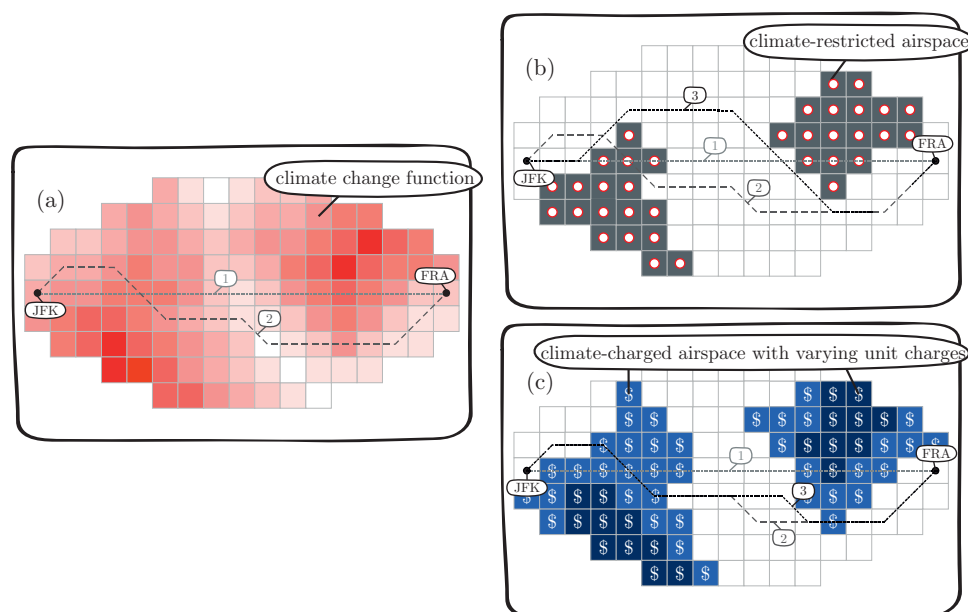 (a)
climate change function
1
FRA
JFK
2
(b)
climate-restricted airspace
3
1
FRA
JFK
2
climate-charged airspace with varying unit charges
(c)
$
$ $ $
$ $ $
$ $ $ $ $
$ $ $ $
$ $ $ $ $ $
1
FRA
$ $ $ $ $ $
$ $ $ $
JFK
$ $ $ $ $ $
3
$ $ $
$ $ $ $ $ $
2
$
$ $ $ $ $
$ $ $